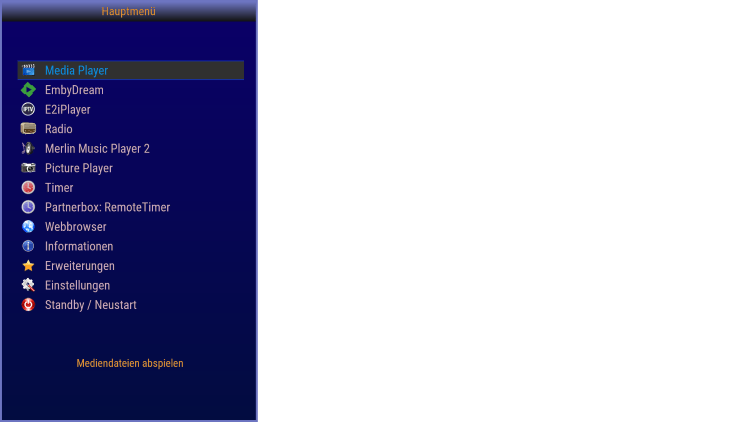 Hauptmenü
Media Player
EmbyDream
IPTV
E2iPlayer
Radio
Merlin Music Player 2
Picture Player
Timer
Partnerbox: RemoteTimer
Webbrowser
Informationen
Erweiterungen
Einstellungen
Standby / Neustart
Mediendateien abspielen